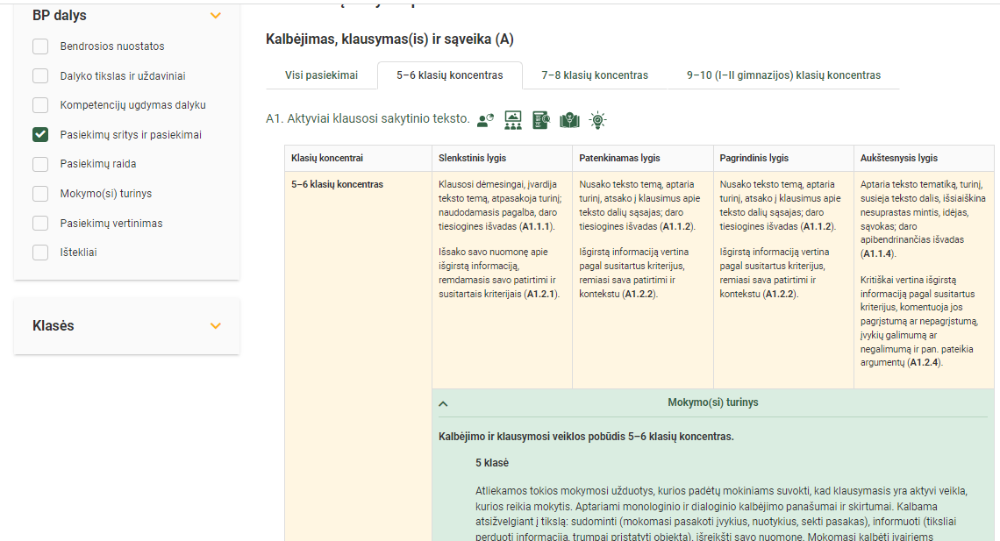 BP dalys
Bendrosios nuostatos
Dalyko tikslas ir uždaviniai
Kompetencijų ugdymas dalyku
Pasiekimų sritys ir pasiekimai
Pasiekimų raida
Mokymo(si) turinys
Pasiekimų vertinimas
Ištekliai
Klasės
Kalbėjimas, klausymas(is) ir sąveika (A)
Visi pasiekimai
5–6 klasių koncentras
7–8 klasių koncentras
9–10 (I–II gimnazijos) klasių koncentras
A1. Aktyviai klausosi sakytinio teksto.
Klasių koncentrai
Slenkstinis lygis
Patenkinamas lygis
Pagrindinis lygis
Aukštesnysis lygis
5–6 klasių koncentras
Klausosi dėmesingai, įvardija
teksto temą, atpasakoja turinį;
naudodamasis pagalba, daro
tiesiogines išvadas (A1.1.1).
Išsako savo nuomonę apie
išgirstą informaciją,
remdamasis savo patirtimi ir
susitartais kriterijais (A1.2.1).
Nusako teksto temą, aptaria
turinį, atsako į klausimus apie
teksto dalių sąsajas; daro
tiesiogines išvadas (A1.1.2).
Išgirstą informaciją vertina
pagal susitartus kriterijus,
remiasi sava patirtimi ir
kontekstu (A1.2.2).
Nusako teksto temą, aptaria
turinį, atsako į klausimus apie
teksto dalių sąsajas; daro
tiesiogines išvadas (A1.1.2).
Išgirstą informaciją vertina
pagal susitartus kriterijus,
remiasi sava patirtimi ir
kontekstu (A1.2.2).
Aptaria teksto tematiką, turinį,
susieja teksto dalis, išsiaiškina
nesuprastas mintis, idėjas,
sąvokas; daro
apibendrinančias išvadas
(A1.1.4).
Kritiškai vertina išgirstą
informaciją pagal susitartus
kriterijus, komentuoja jos
pagrįstumą ar nepagrįstumą,
įvykių galimumą ar
negalimumą ir pan. pateikia
argumentų (A1.2.4).
Mokymo(si) turinys
Kalbėjimo ir klausymosi veiklos pobūdis 5–6 klasių koncentras.
5 klasė
Atliekamos tokios mokymosi užduotys, kurios padėtų mokiniams suvokti, kad klausymasis yra aktyvi veikla,
kurios reikia mokytis. Aptariami monologinio ir dialoginio kalbėjimo panašumai ir skirtumai. Kalbama
atsižvelgiant į tikslą: sudominti (mokomasi pasakoti įvykius, nuotykius, sekti pasakas), informuoti (tiksliai
perduoti informaciją, trumpai pristatyti objektą), išreikšti savo nuomonę. Mokomasi kalbėti įvairiems